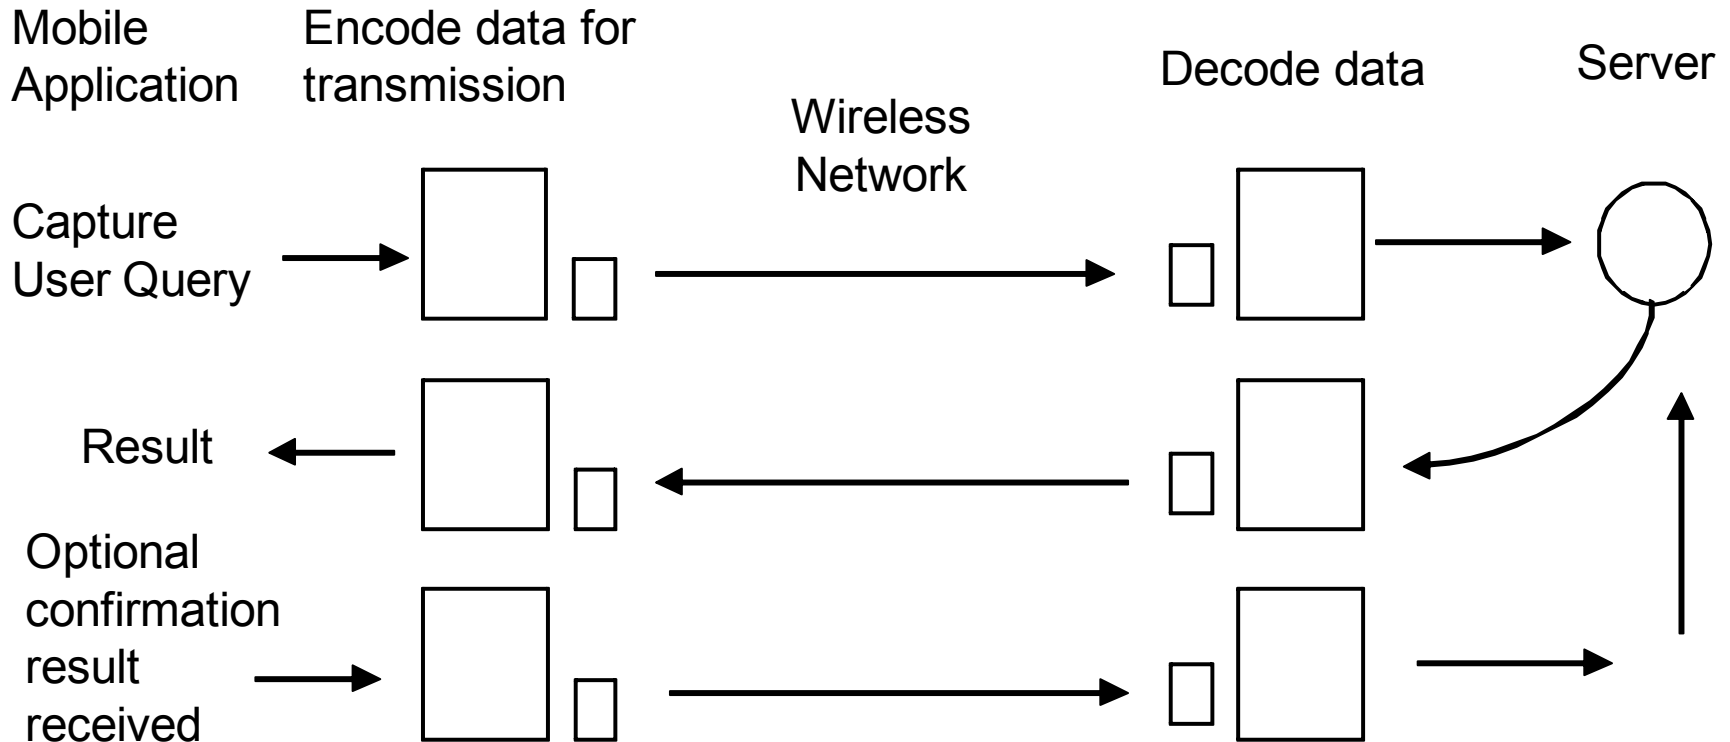 Mobile
Application
Encode data for
transmission
Wireless
Network
Decode data
Server
Capture
User Query
Result
Optional
confirmation
result
received